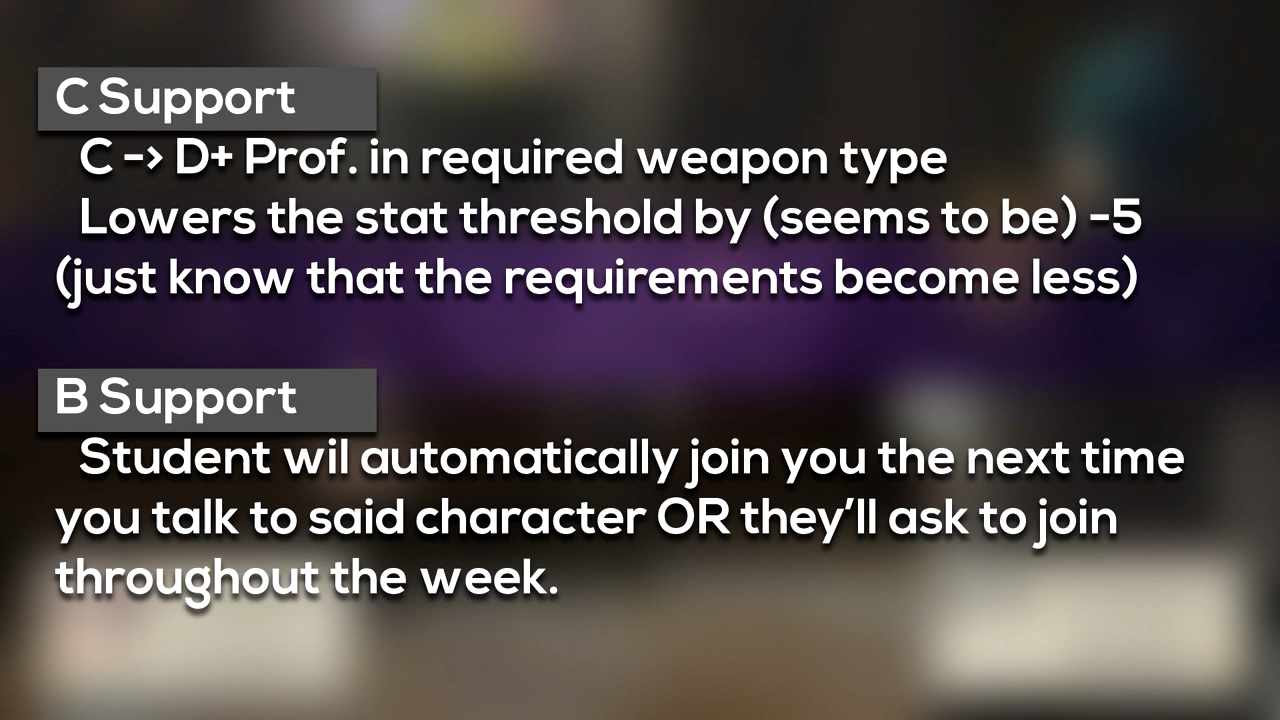 C Support
C -> D+ Prof. in required weapon type
Lowers the stat threshold by (seems to be) -5
(just know that the requirements become less)
B Support
Student wil automatically join you the next time
you talk to said character OR they’ll ask to join
throughout the week.